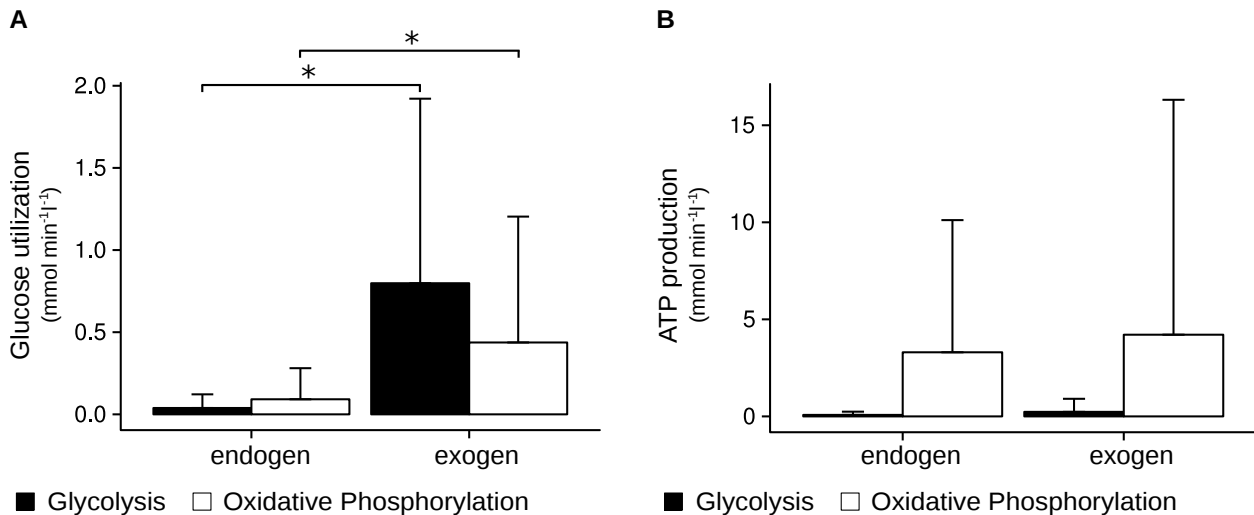 A
B
*
*
Glucose utilization
(mmol min⁻¹l⁻¹)
2.0
1.5
1.0
0.5
0.0
endogen exogen
■ Glycolysis □ Oxidative Phosphorylation
ATP production
(mmol min⁻¹l⁻¹)
15
10
5
0
endogen exogen
■ Glycolysis □ Oxidative Phosphorylation